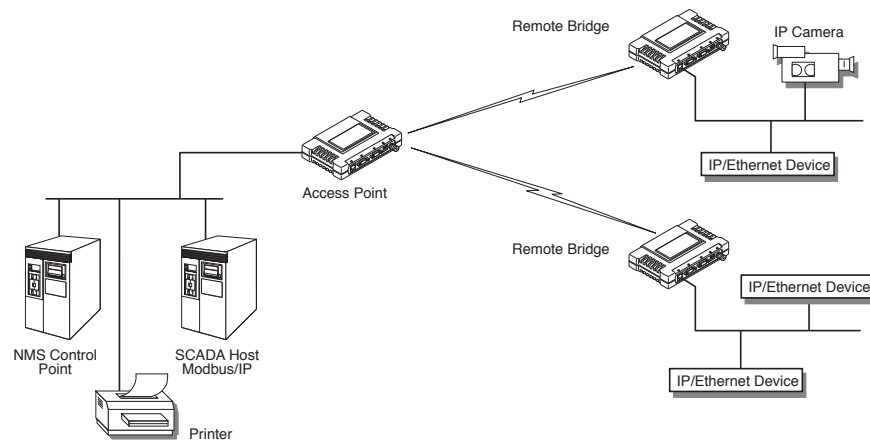 Remote Bridge
IP Camera
IP/Ethernet Device
Access Point
Remote Bridge
IP/Ethernet Device
NMS Control
Point
SCADA Host
Modbus/IP
IP/Ethernet Device
Printer